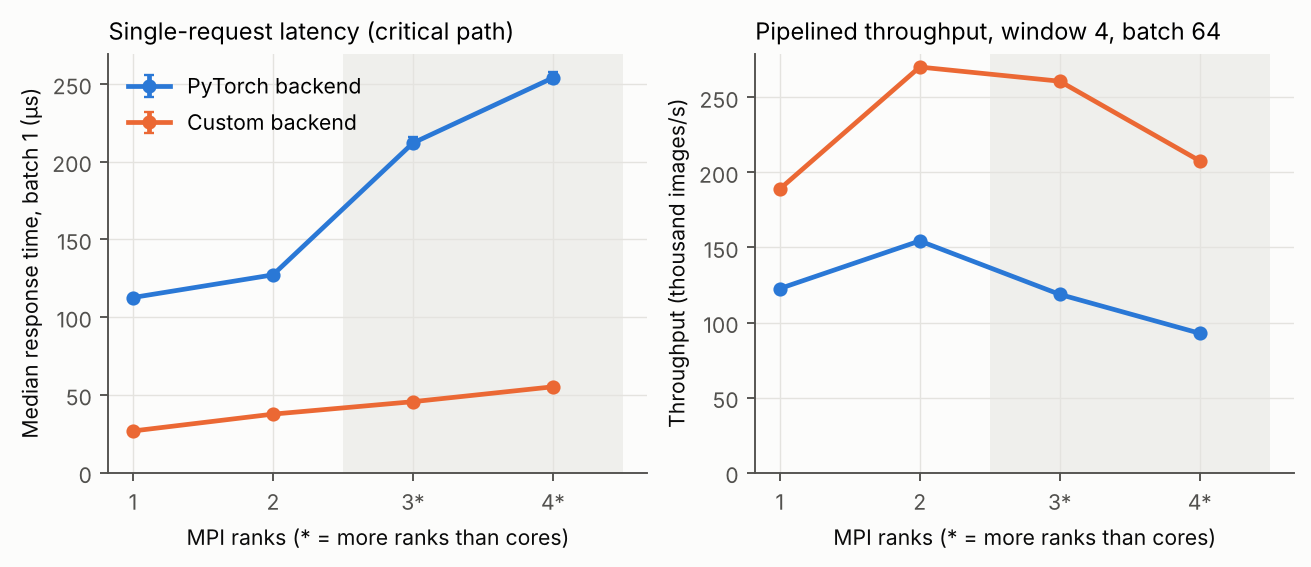 Single-request latency (critical path)
Median response time, batch 1 (µs)
250
200
150
100
50
0
PyTorch backend
Custom backend
1
2
3*
4*
MPI ranks (* = more ranks than cores)
Pipelined throughput, window 4, batch 64
Throughput (thousand images/s)
250
200
150
100
50
0
1
2
3*
4*
MPI ranks (* = more ranks than cores)